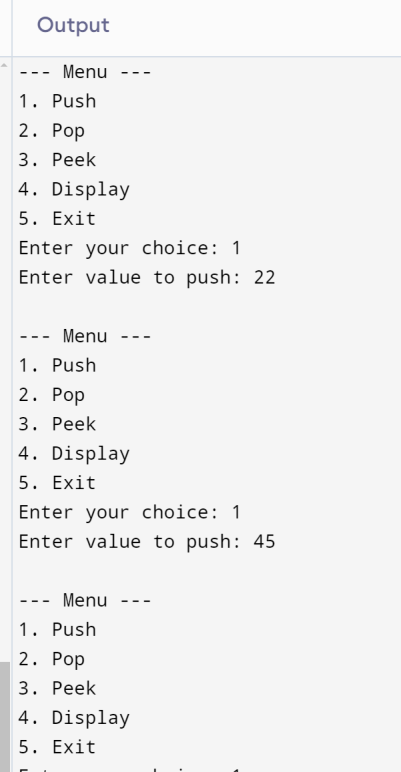 Output
--- Menu ---
1. Push
2. Pop
3. Peek
4. Display
5. Exit
Enter your choice: 1
Enter value to push: 22
--- Menu ---
1. Push
2. Pop
3. Peek
4. Display
5. Exit
Enter your choice: 1
Enter value to push: 45
--- Menu ---
1. Push
2. Pop
3. Peek
4. Display
5. Exit